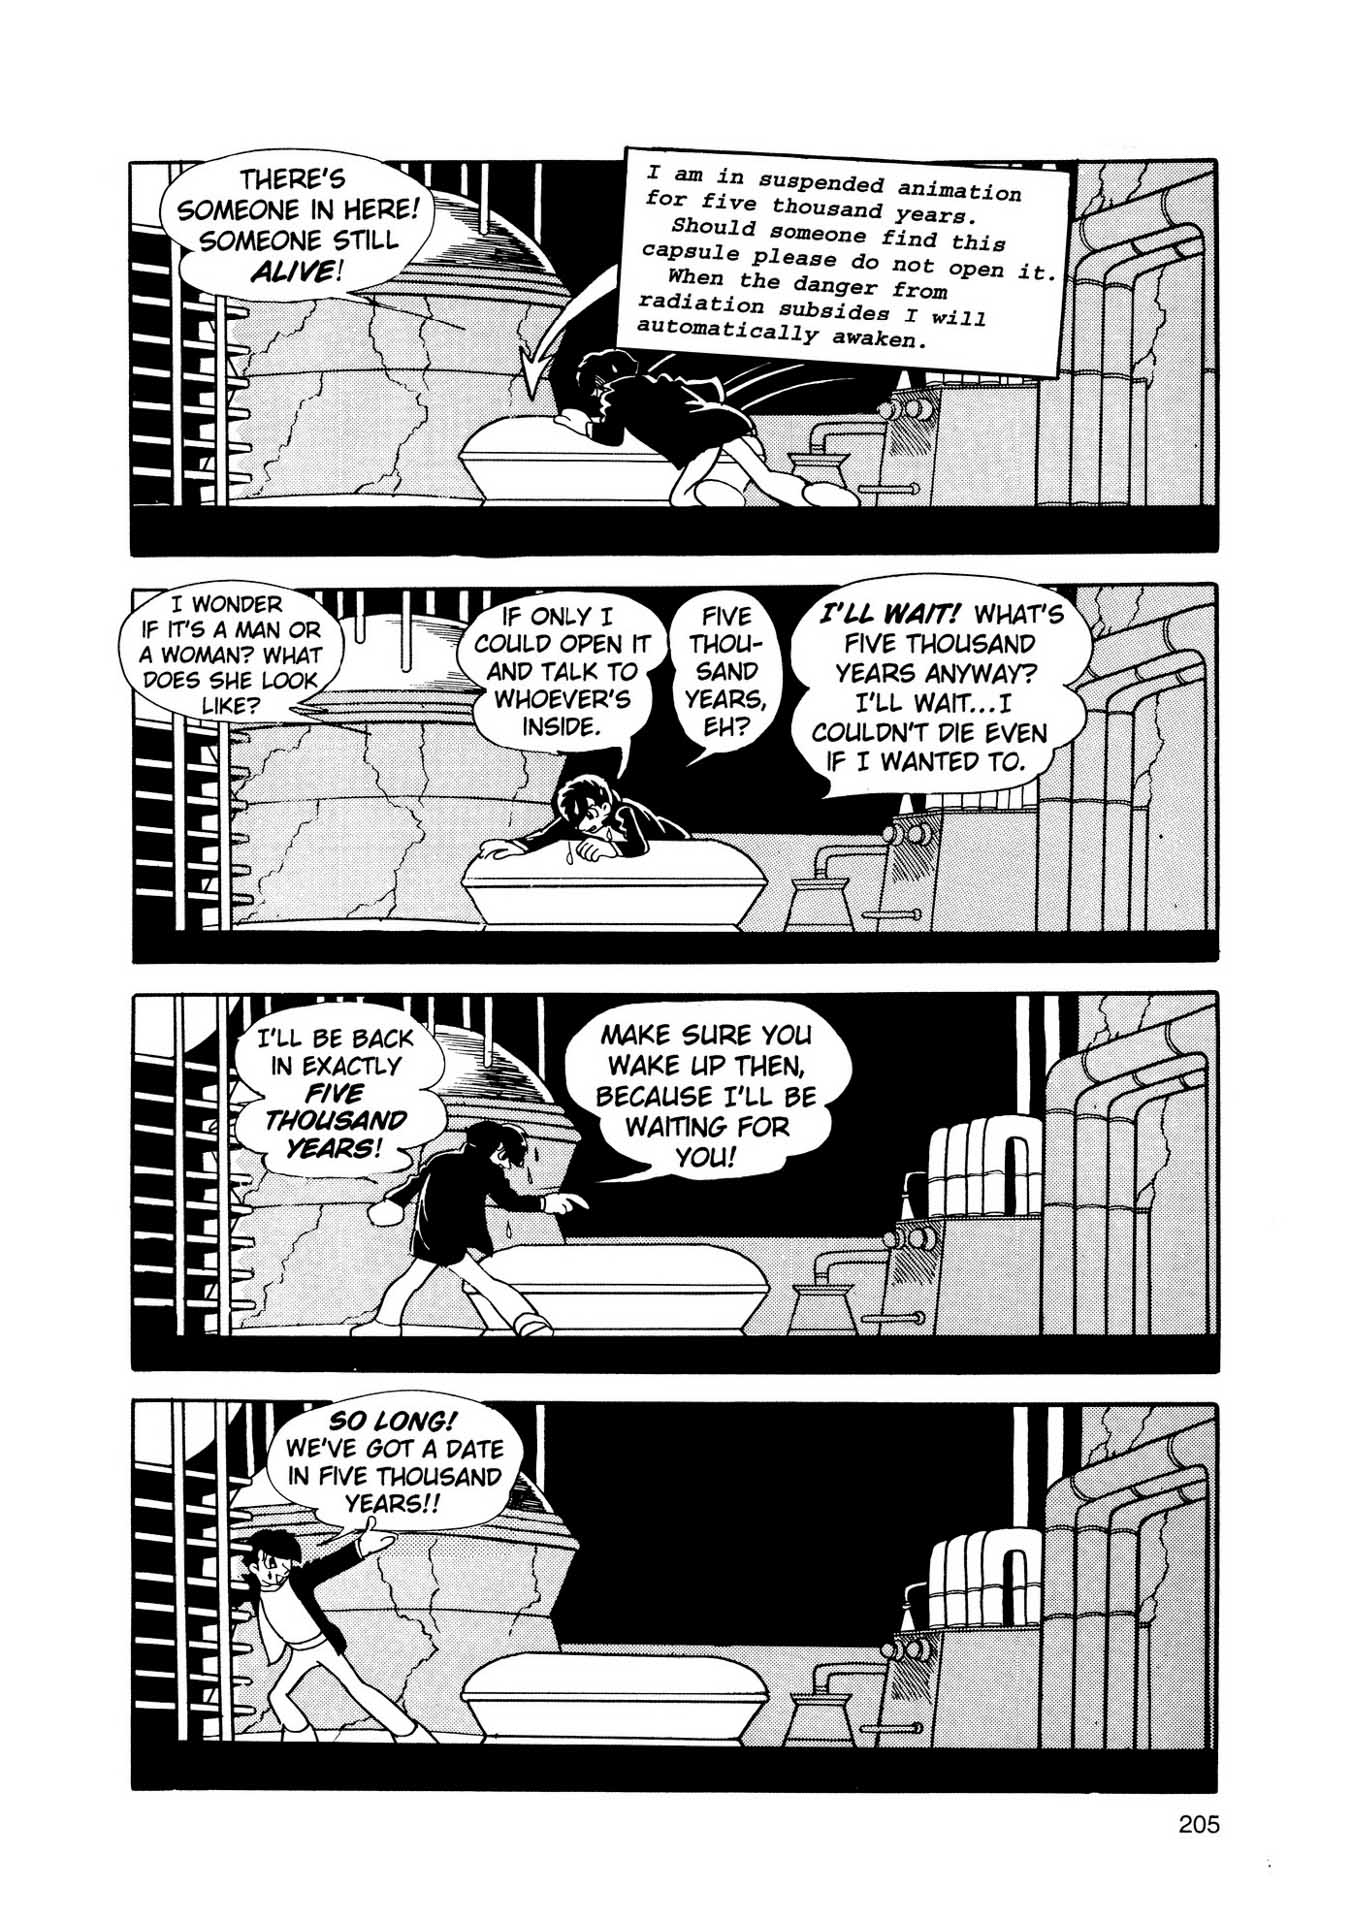 THERE'S
SOMEONE IN HERE!
SOMEONE STILL
ALIVE!
I am in suspended animation
for five thousand years.
Should someone find this
capsule please do not open it.
When the danger from
radiation subsides I will
automatically awaken.
I WONDER
IF IT'S A MAN OR
A WOMAN? WHAT
DOES SHE LOOK
LIKE?
IF ONLY I
COULD OPEN IT
AND TALK TO
WHOEVER'S
INSIDE.
FIVE
THOU-
SAND
YEARS,
EH?
I'LL WAIT! WHAT'S
FIVE THOUSAND
YEARS ANYWAY?
I'LL WAIT...I
COULDN'T DIE EVEN
IF I WANTED TO.
I'LL BE BACK
IN EXACTLY
FIVE
THOUSAND
YEARS!
MAKE SURE YOU
WAKE UP THEN,
BECAUSE I'LL BE
WAITING FOR
YOU!
SO LONG!
WE'VE GOT A DATE
IN FIVE THOUSAND
YEARS!!
205